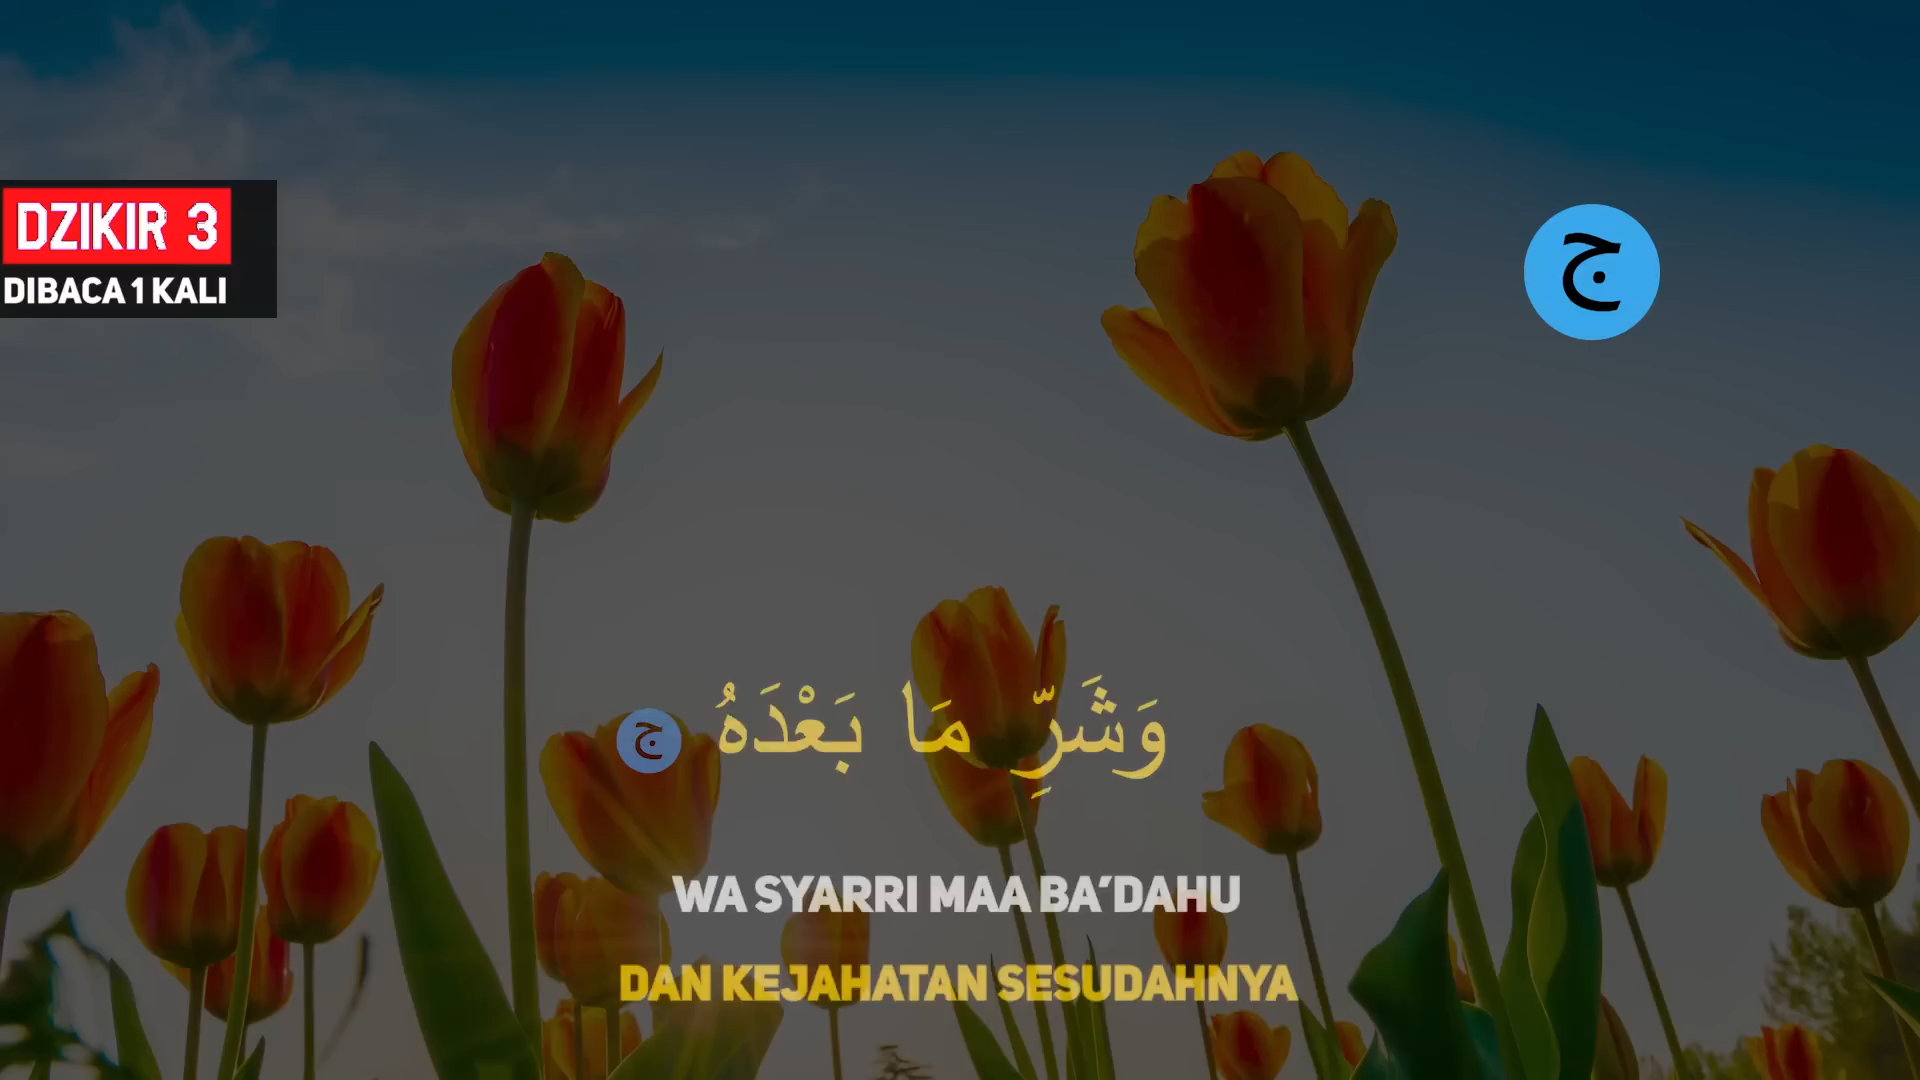 DZIKIR 3
DIBACA 1 KALI
ج
وَشَرِّ مَا بَعْدَهُ ج
WA SYARRI MAA BA’DAHU
DAN KEJAHATAN SESUDAHNYA